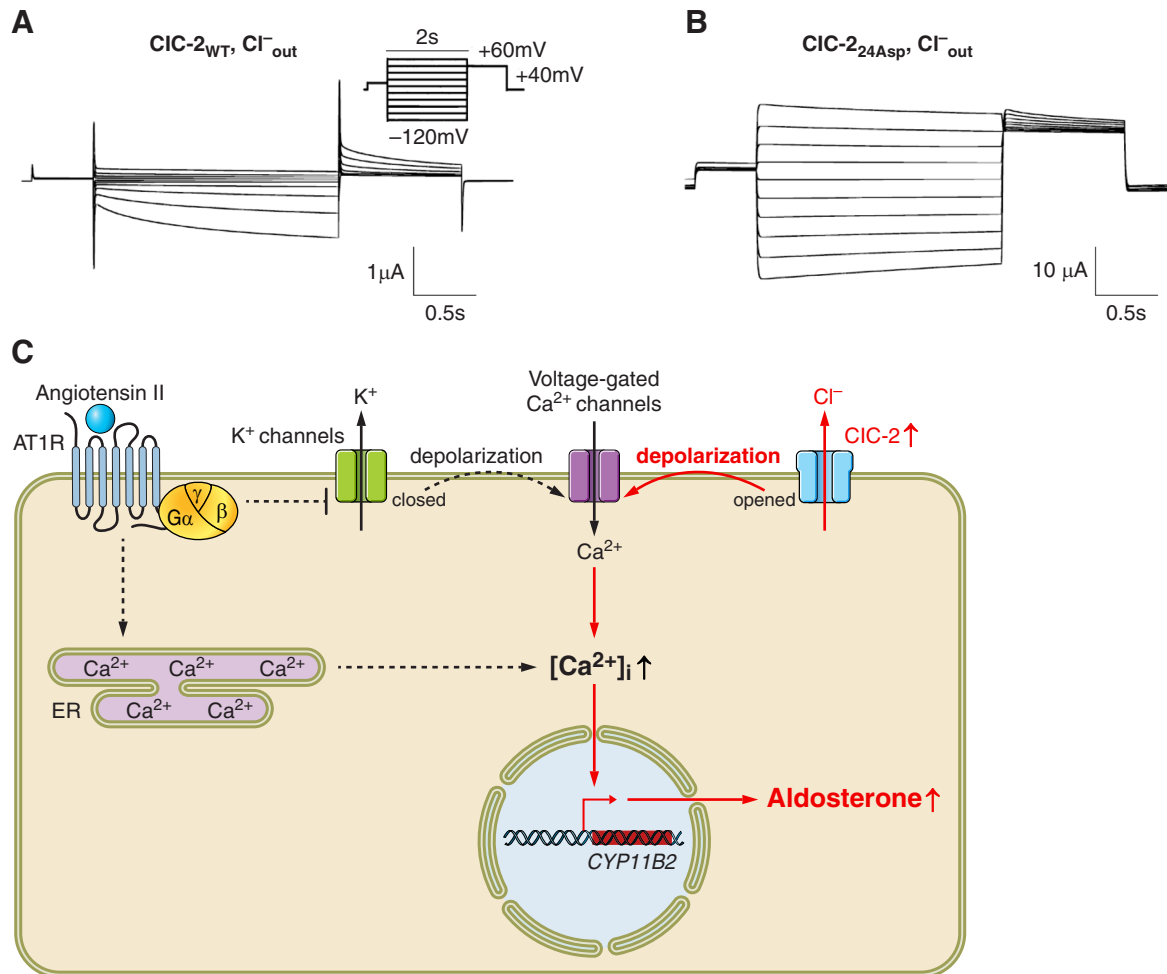 A
ClC-2WT, Cl⁻out
2s
+60mV
+40mV
−120mV
1μA
0.5s
B
ClC-224Asp, Cl⁻out
10 μA
0.5s
C
Angiotensin II
AT1R
Gα
γ
β
K⁺
K⁺ channels
closed
depolarization
Voltage-gated
Ca²⁺ channels
depolarization
opened
Cl⁻
ClC-2↑
Ca²⁺
Ca²⁺ Ca²⁺ Ca²⁺
Ca²⁺ Ca²⁺
ER
[Ca²⁺]i↑
Aldosterone↑
CYP11B2